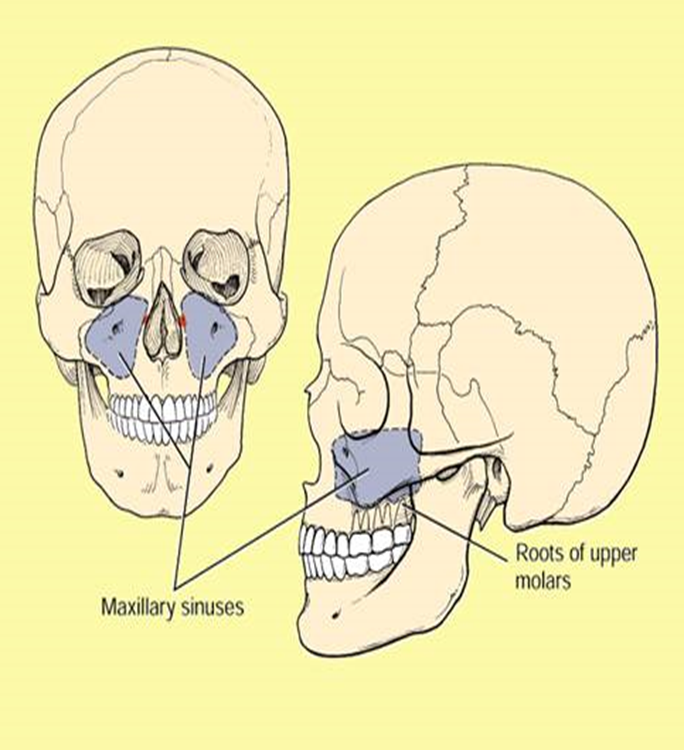 Roots of upper
molars
Maxillary sinuses